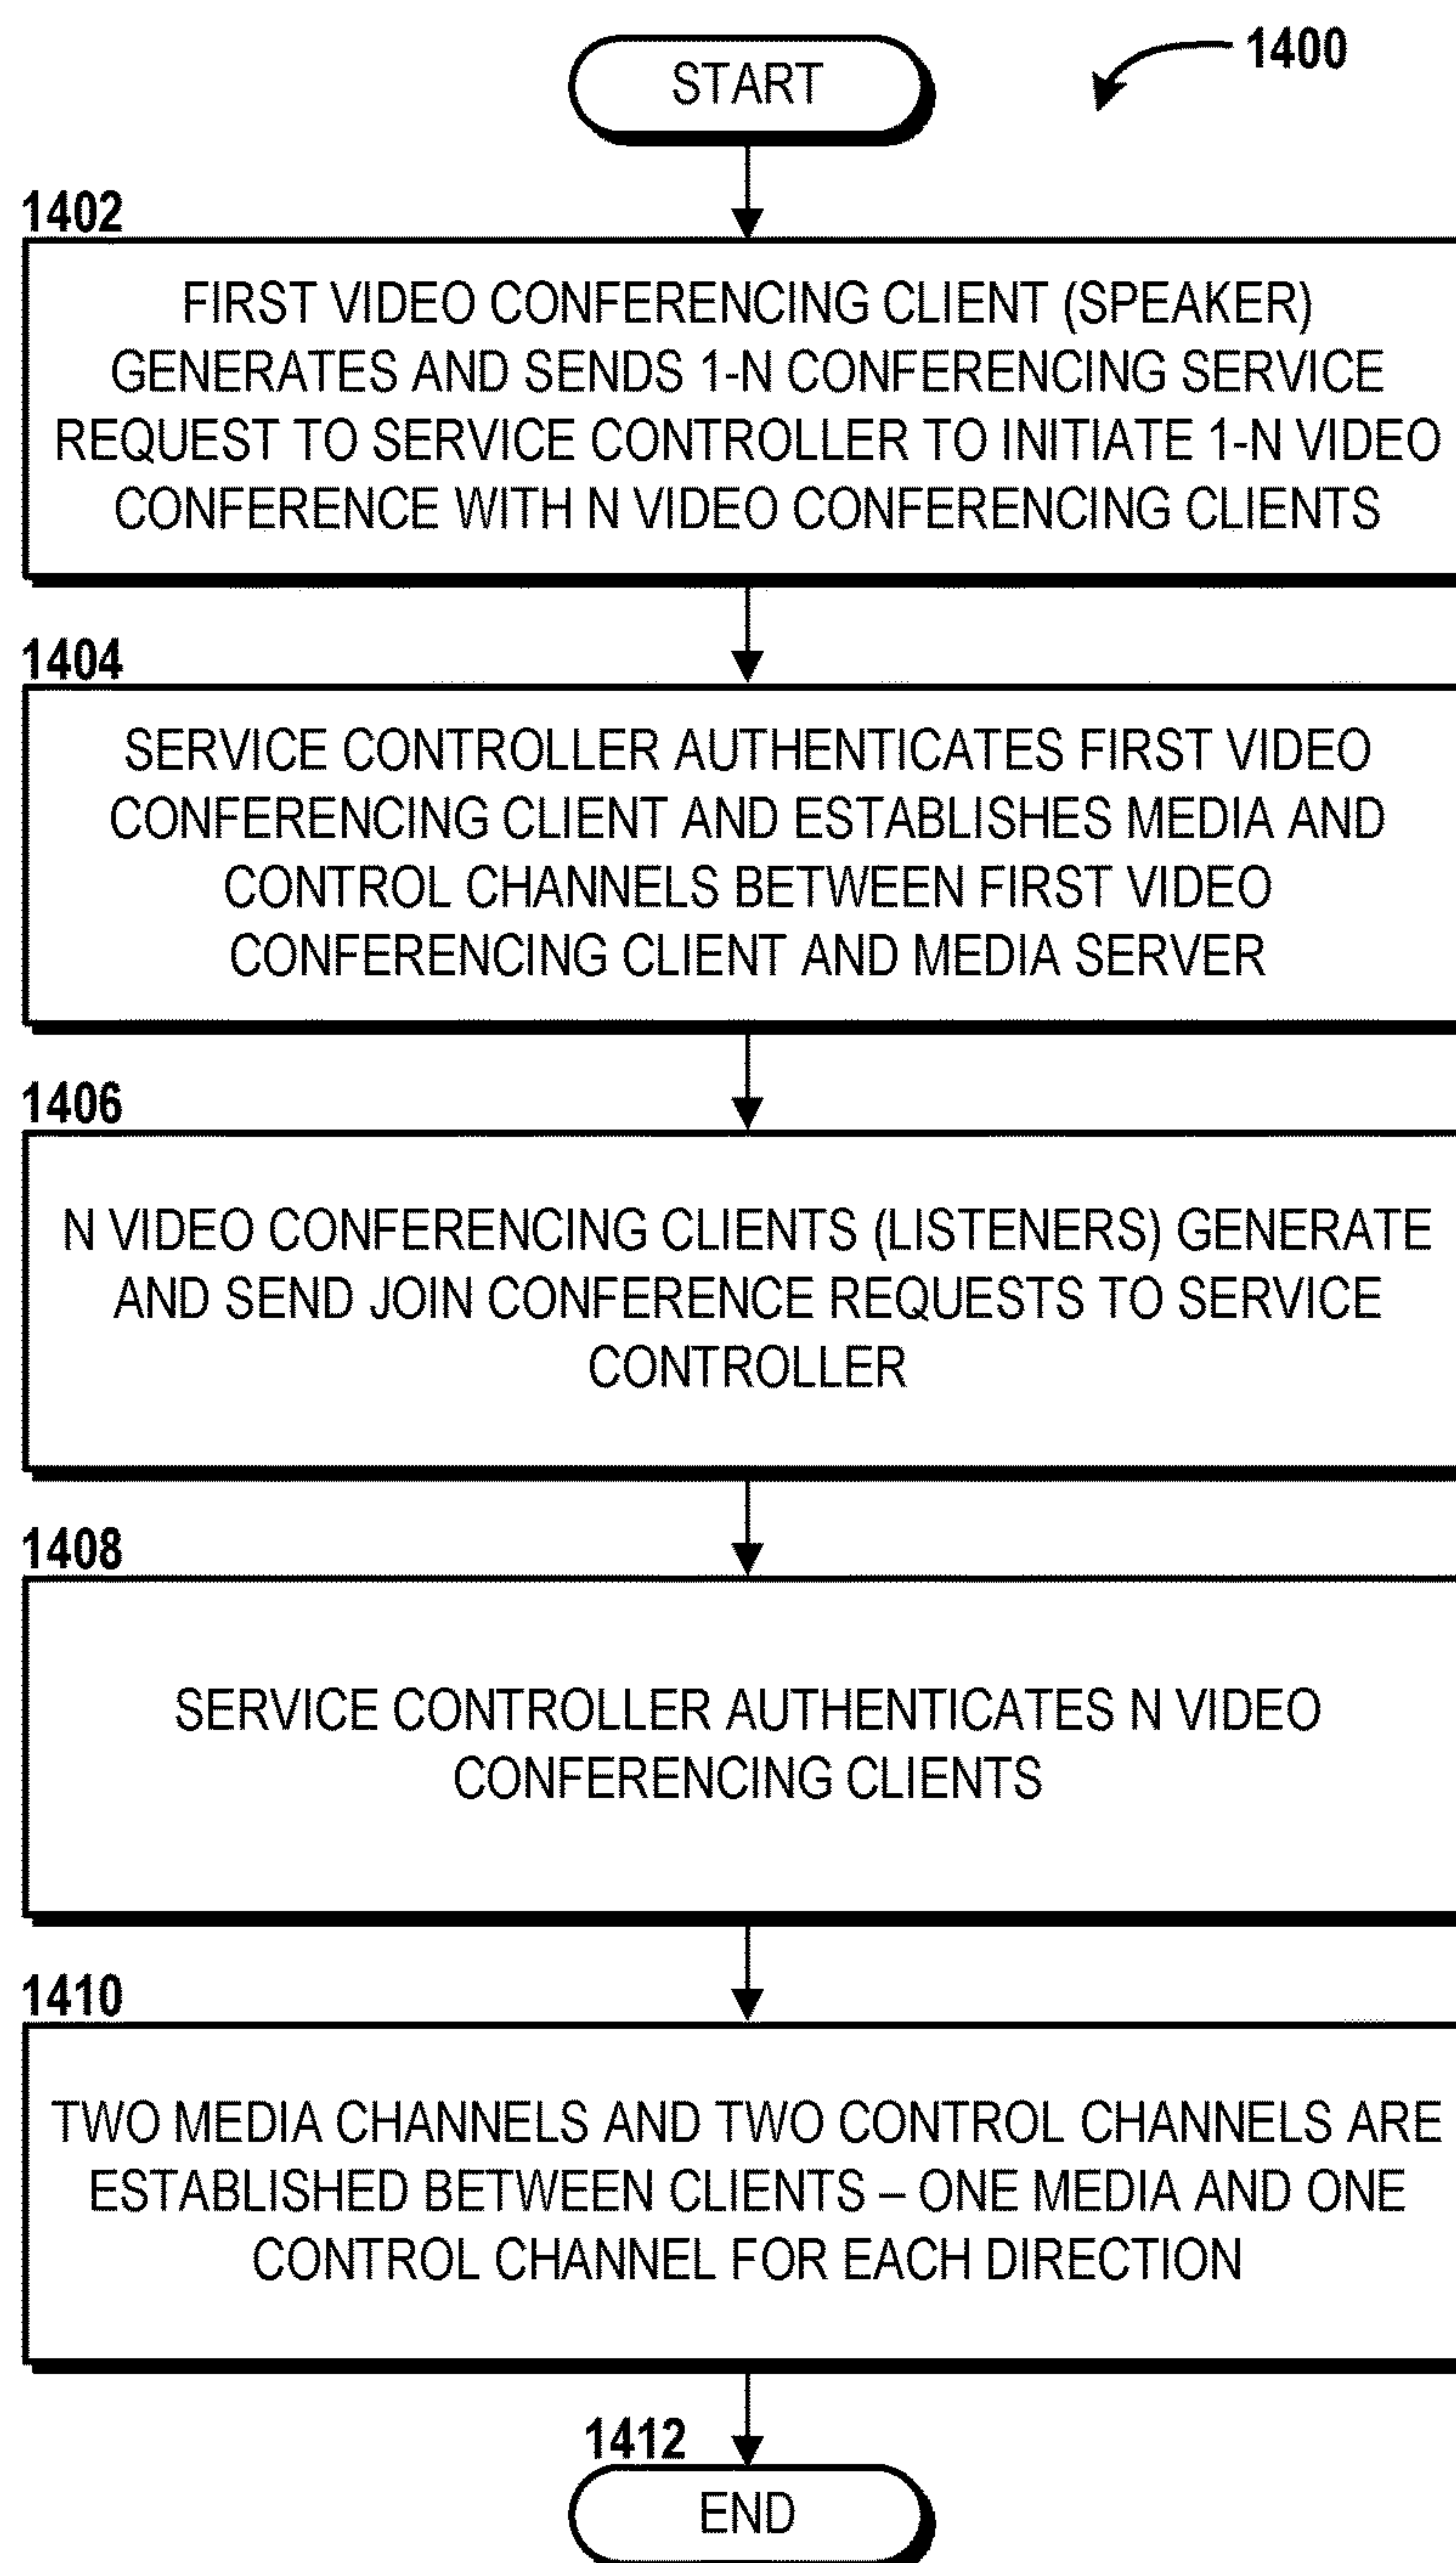 START
1400
1402
FIRST VIDEO CONFERENCING CLIENT (SPEAKER)
GENERATES AND SENDS 1-N CONFERENCING SERVICE
REQUEST TO SERVICE CONTROLLER TO INITIATE 1-N VIDEO
CONFERENCE WITH N VIDEO CONFERENCING CLIENTS
1404
SERVICE CONTROLLER AUTHENTICATES FIRST VIDEO
CONFERENCING CLIENT AND ESTABLISHES MEDIA AND
CONTROL CHANNELS BETWEEN FIRST VIDEO
CONFERENCING CLIENT AND MEDIA SERVER
1406
N VIDEO CONFERENCING CLIENTS (LISTENERS) GENERATE
AND SEND JOIN CONFERENCE REQUESTS TO SERVICE
CONTROLLER
1408
SERVICE CONTROLLER AUTHENTICATES N VIDEO
CONFERENCING CLIENTS
1410
TWO MEDIA CHANNELS AND TWO CONTROL CHANNELS ARE
ESTABLISHED BETWEEN CLIENTS – ONE MEDIA AND ONE
CONTROL CHANNEL FOR EACH DIRECTION
1412
END